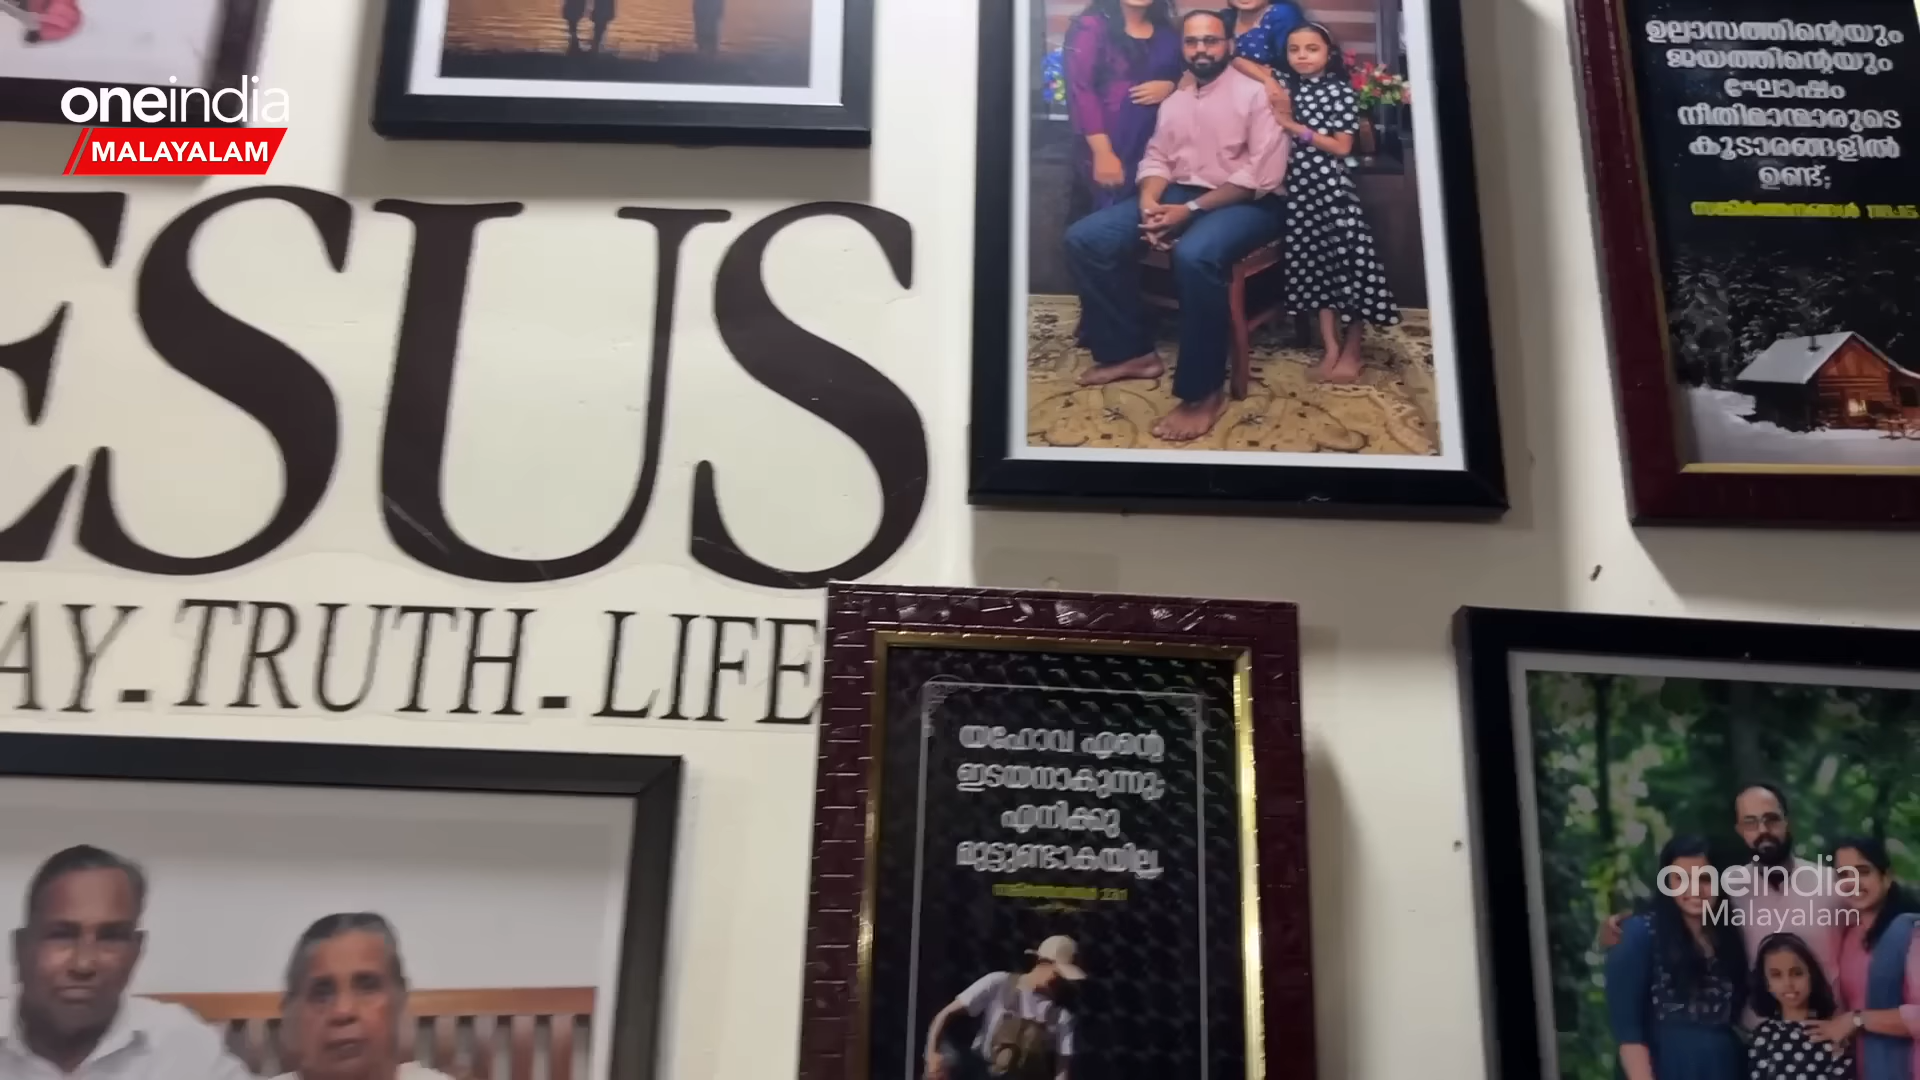 oneindia
MALAYALAM
ESUS
AY.TRUTH.LIFE
ഉല്ലാസത്തിന്റെയും
ജയത്തിന്റെയും
ഘോഷം
നീതിമാന്മാരുടെ
കൂടാരങ്ങളിൽ
ഉണ്ട്;
യഹോവ എന്റെ
ഇടയനാകുന്നു;
എനിക്കു
മുട്ടുണ്ടാകയില്ല.
oneindia
Malayalam